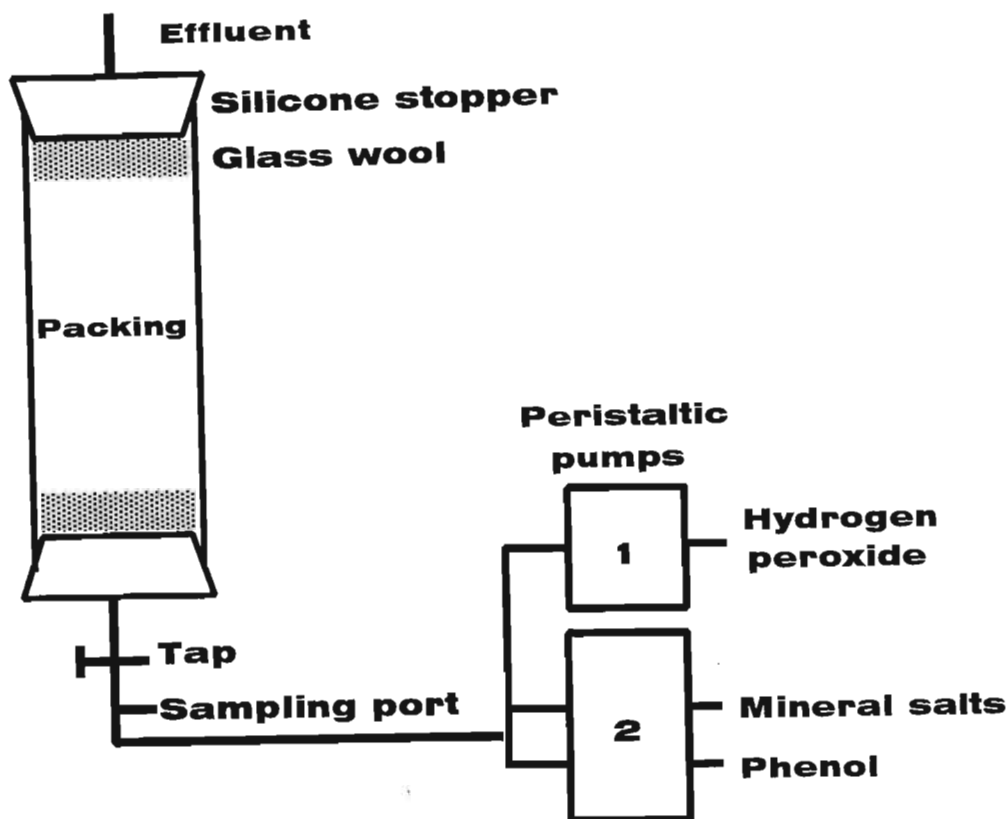 Effluent
Silicone stopper
Glass wool
Packing
Peristaltic
pumps
1
Hydrogen
peroxide
Tap
Sampling port
2
Mineral salts
Phenol